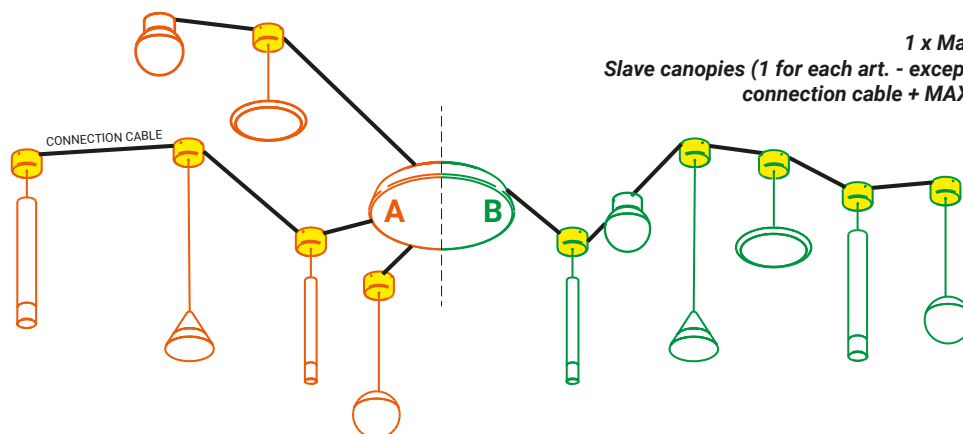 1 x Ma
Slave canopies (1 for each art. - excep
connection cable + MAX
CONNECTION CABLE
A B